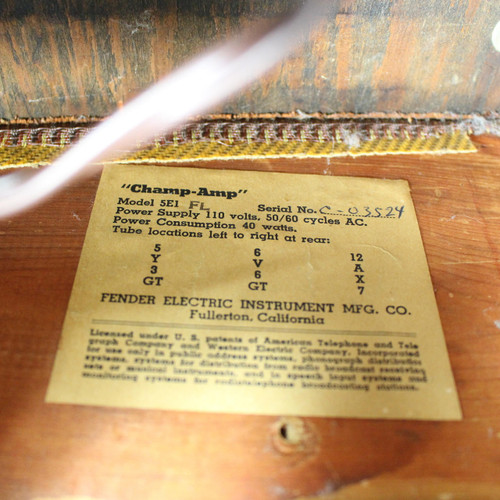 "Champ-Amp"
Model 5E1 FL Serial No. C-03524
Power Supply 110 volts. 50/60 cycles AC.
Power Consumption 40 watts.
Tube locations left to right at rear:
5 6 12
Y V A
3 6 X
GT GT 7
FENDER ELECTRIC INSTRUMENT MFG. CO.
Fullerton, California
Licensed under U. S. patents of American Telephone and Tele
graph Company and Western Electric Company, Incorporated
for use only in public address systems, phonograph distribution
systems, systems for distribution from radio broadcast receiving
sets or musical instruments, and in speech input systems and
monitoring systems for radiotelephone broadcasting stations.